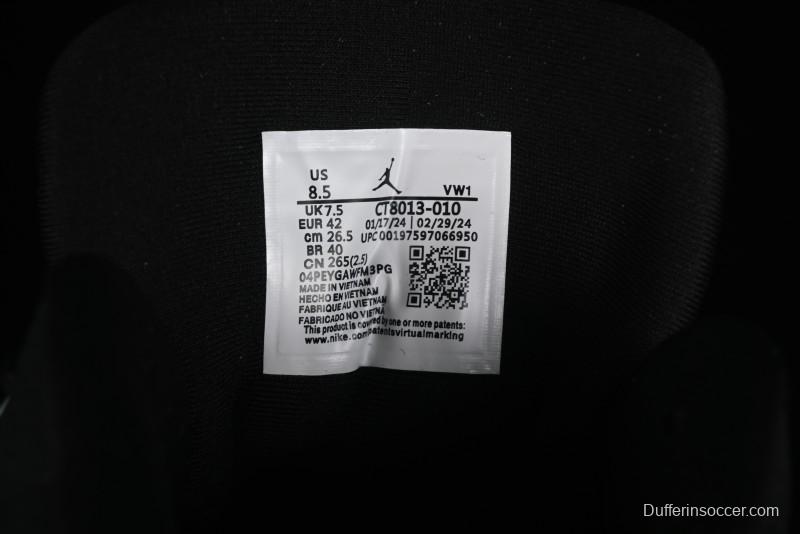 US
8.5 VW1
UK7.5 CT8013-010
EUR 42 01/17/24 | 02/29/24
cm 26.5 UPC 00197597066950
BR 40
CN 265(2.5)
04PEYGAWFM3PG
MADE IN VIETNAM
HECHO EN VIETNAM
FABRIQUE AU VIETNAM
FABRICADO NO VIETNA
This product is covered by one or more patents:
www.nike.com/patentsvirtualmarking
Dufferinsoccer.com